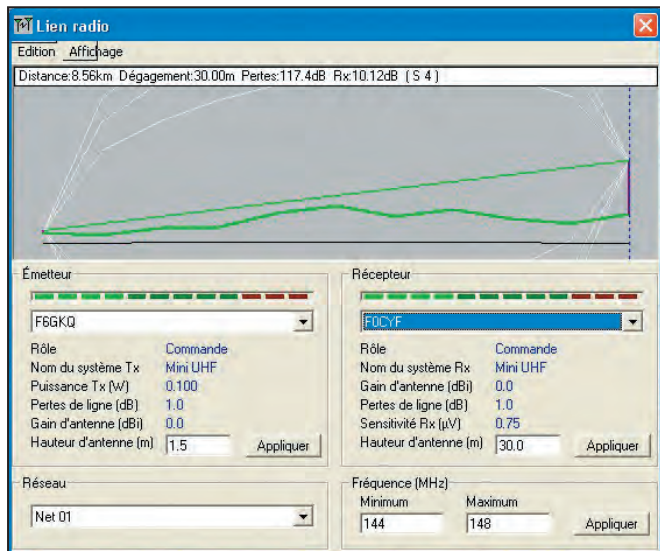 Lien radio
Edition Affichage
Distance:8.56km Dégagement:30.00m Pertes:117.4dB Rx:10.12dB (S 4)
Émetteur
F6GKQ
Rôle Commande
Nom du système Tx Mini UHF
Puissance Tx (W) 0.100
Pertes de ligne (dB) 1.0
Gain d'antenne (dBi) 0.0
Hauteur d'antenne (m) 1.5 Appliquer
Récepteur
F0CYF
Rôle Commande
Nom du système Rx Mini UHF
Gain d'antenne (dBi) 0.0
Pertes de ligne (dB) 1.0
Sensitivité Rx (µV) 0.75
Hauteur d'antenne (m) 30.0 Appliquer
Réseau
Net 01
Fréquence (MHz)
Minimum Maximum
144 148 Appliquer